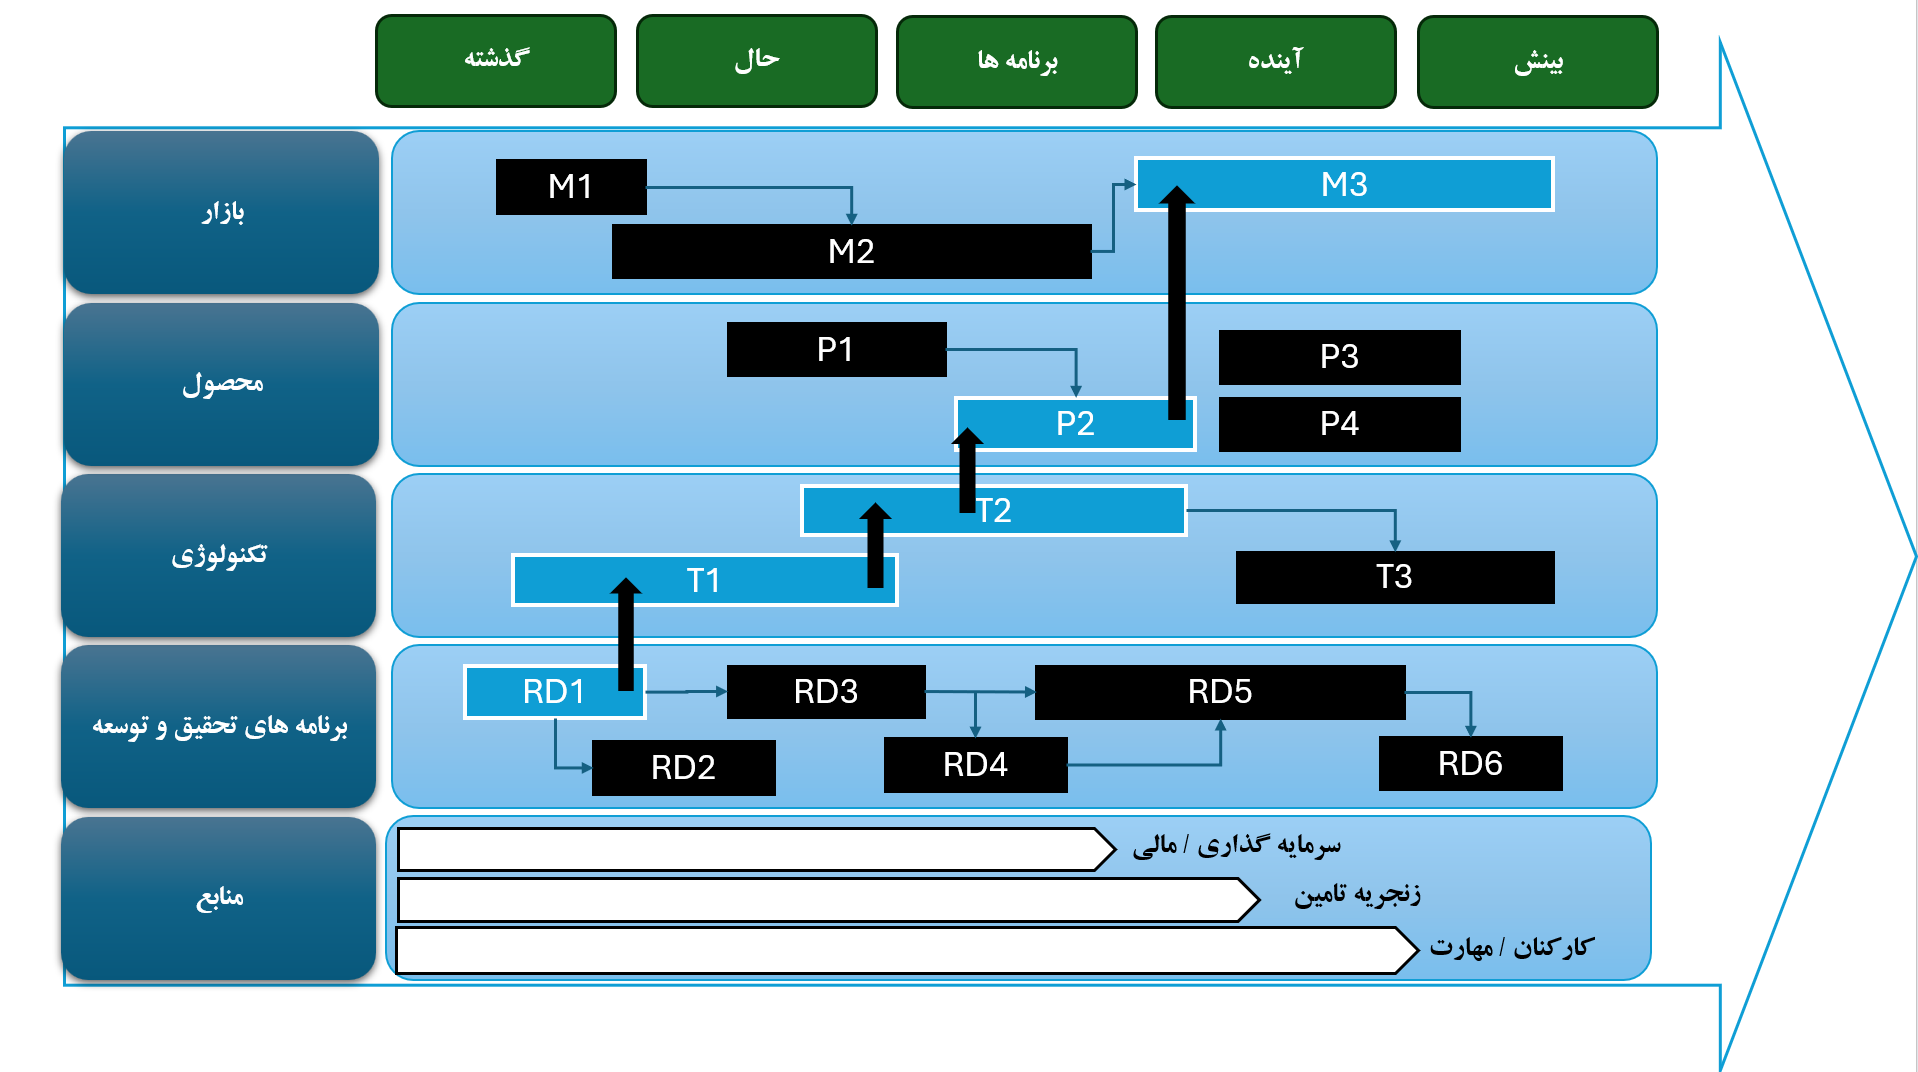 گذشته
حال
برنامه ها
آینده
بینش
بازار
M1
M2
M3
محصول
P1
P2
P3
P4
تکنولوژی
T1
T2
T3
برنامه های تحقیق و توسعه
RD1
RD2
RD3
RD4
RD5
RD6
منابع
سرمایه گذاری / مالی
زنجریه تامین
کارکنان / مهارت